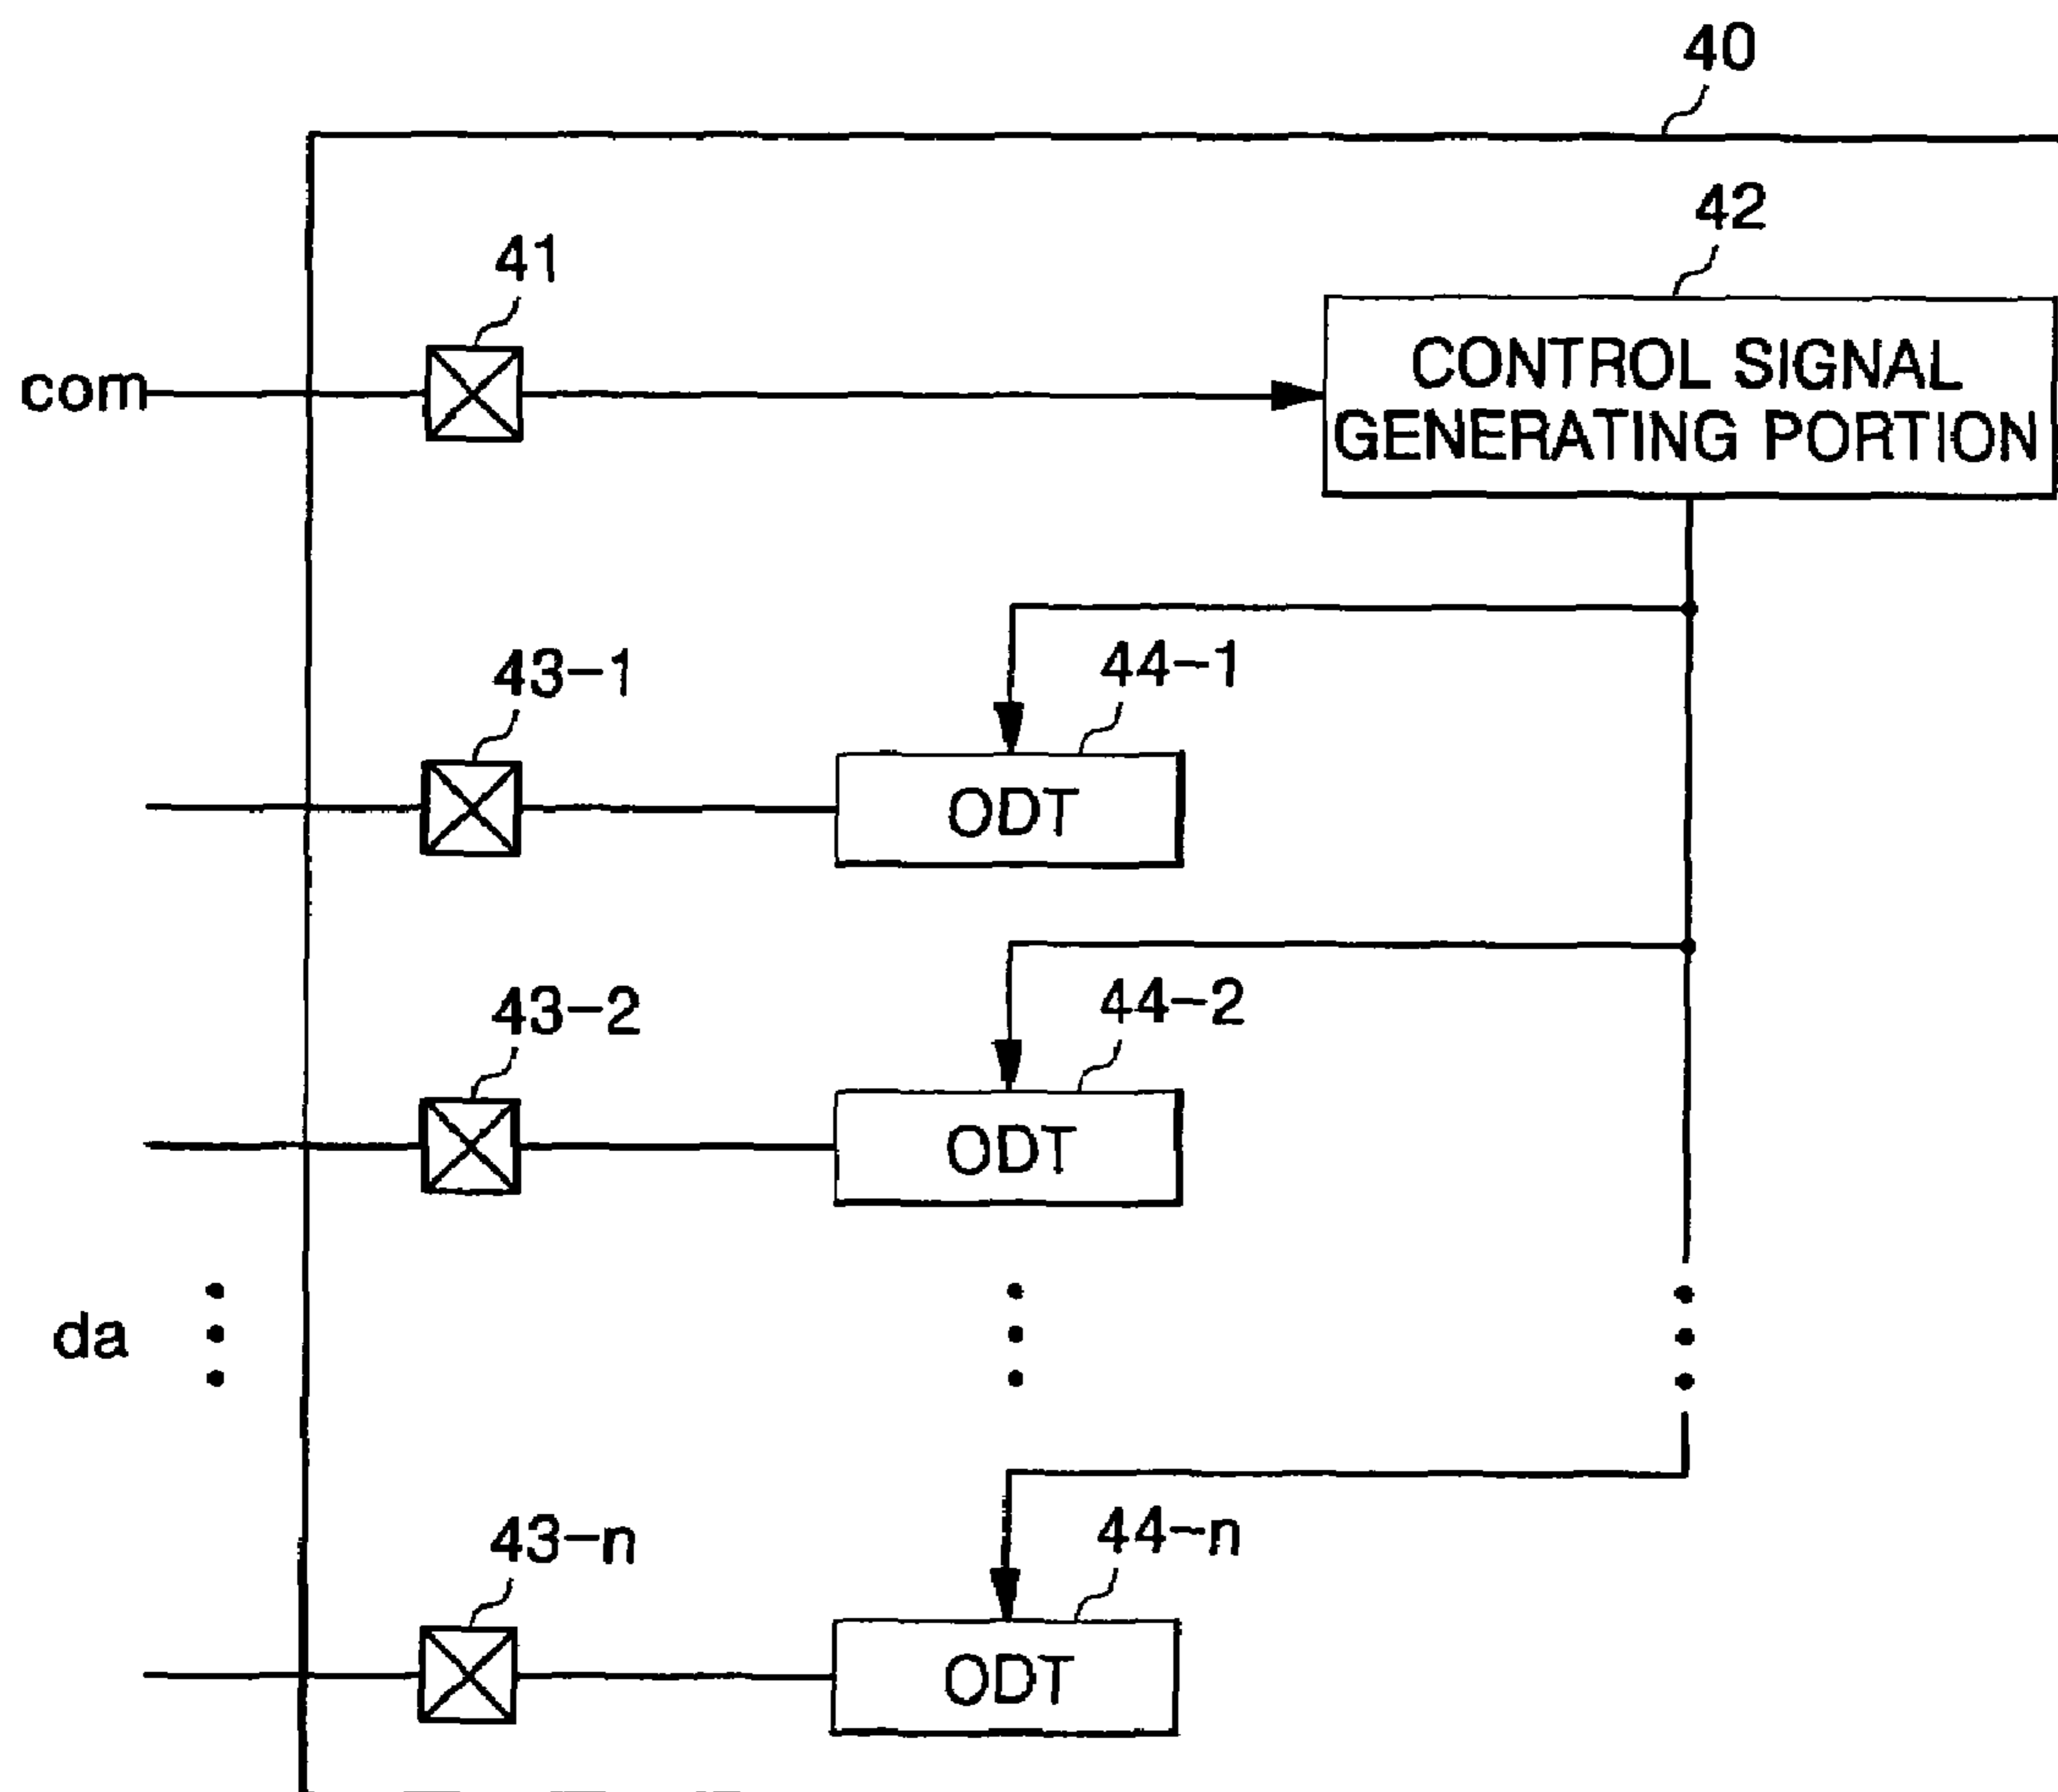 40
42
41
com
CONTROL SIGNAL
GENERATING PORTION
43-1
44-1
ODT
43-2
44-2
ODT
da
43-n
44-n
ODT